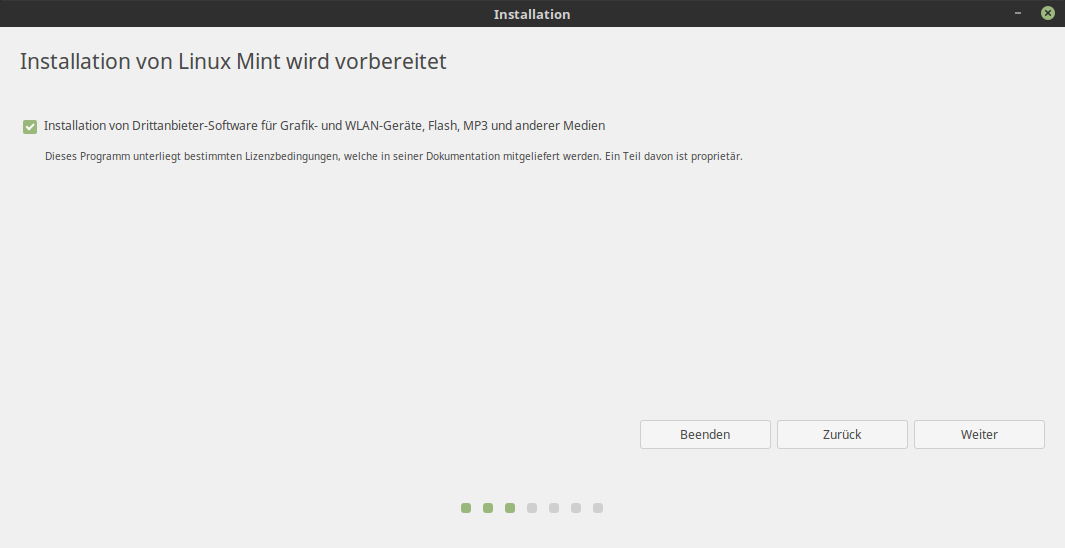 Installation
Installation von Linux Mint wird vorbereitet
Installation von Drittanbieter-Software für Grafik- und WLAN-Geräte, Flash, MP3 und anderer Medien
Dieses Programm unterliegt bestimmten Lizenzbedingungen, welche in seiner Dokumentation mitgeliefert werden. Ein Teil davon ist proprietär.
Beenden Zurück Weiter